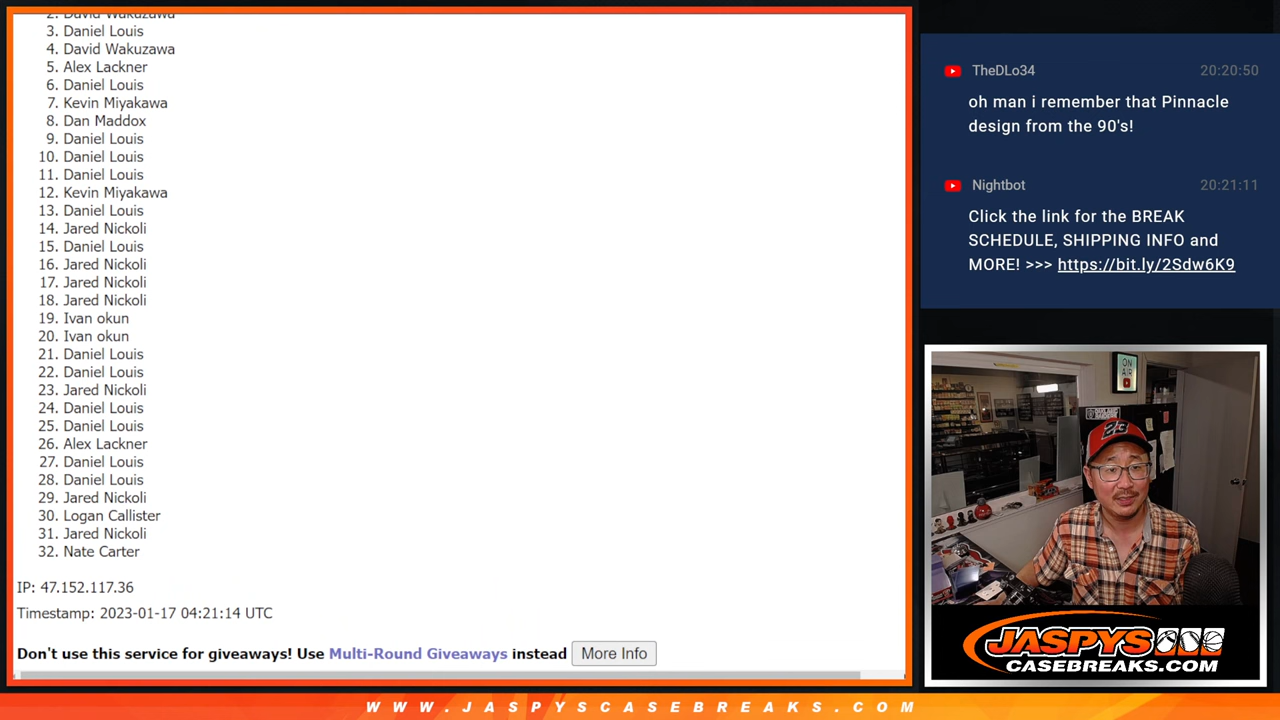 2. David Wakuzawa
3. Daniel Louis
4. David Wakuzawa
5. Alex Lackner
6. Daniel Louis
7. Kevin Miyakawa
8. Dan Maddox
9. Daniel Louis
10. Daniel Louis
11. Daniel Louis
12. Kevin Miyakawa
13. Daniel Louis
14. Jared Nickoli
15. Daniel Louis
16. Jared Nickoli
17. Jared Nickoli
18. Jared Nickoli
19. Ivan okun
20. Ivan okun
21. Daniel Louis
22. Daniel Louis
23. Jared Nickoli
24. Daniel Louis
25. Daniel Louis
26. Alex Lackner
27. Daniel Louis
28. Daniel Louis
29. Jared Nickoli
30. Logan Callister
31. Jared Nickoli
32. Nate Carter
IP: 47.152.117.36
Timestamp: 2023-01-17 04:21:14 UTC
Don't use this service for giveaways! Use Multi-Round Giveaways instead More Info
TheDLo34 20:20:50
oh man i remember that Pinnacle
design from the 90's!
Nightbot 20:21:11
Click the link for the BREAK
SCHEDULE, SHIPPING INFO and
MORE! >>> https://bit.ly/2Sdw6K9
ON
AIR
23
JASPYS
CASEBREAKS.COM
WWW.JASPYSCASEBREAKS.COM